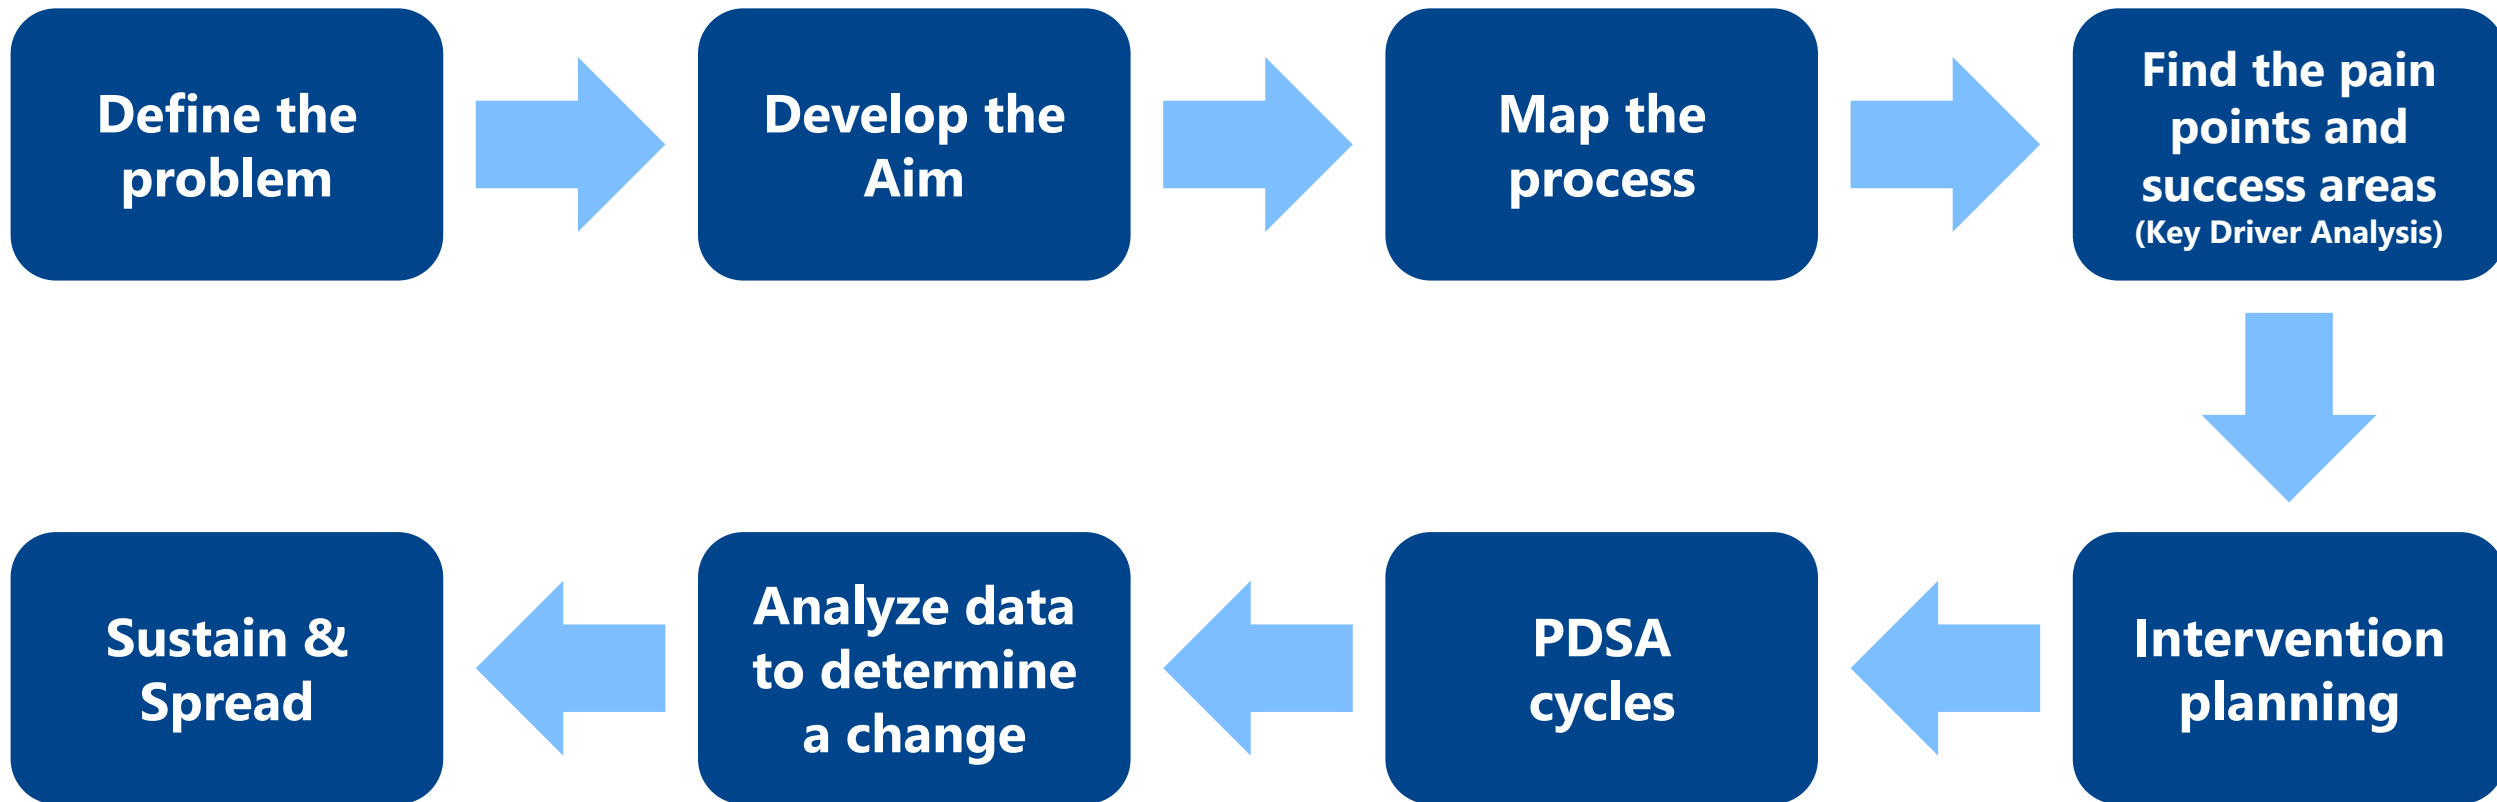 Define the
problem
Develop the
Aim
Map the
process
Find the pain
points and
success areas
(Key Driver Analysis)
Intervention
planning
PDSA
cycles
Analyze data
to determine
a change
Sustain &
Spread